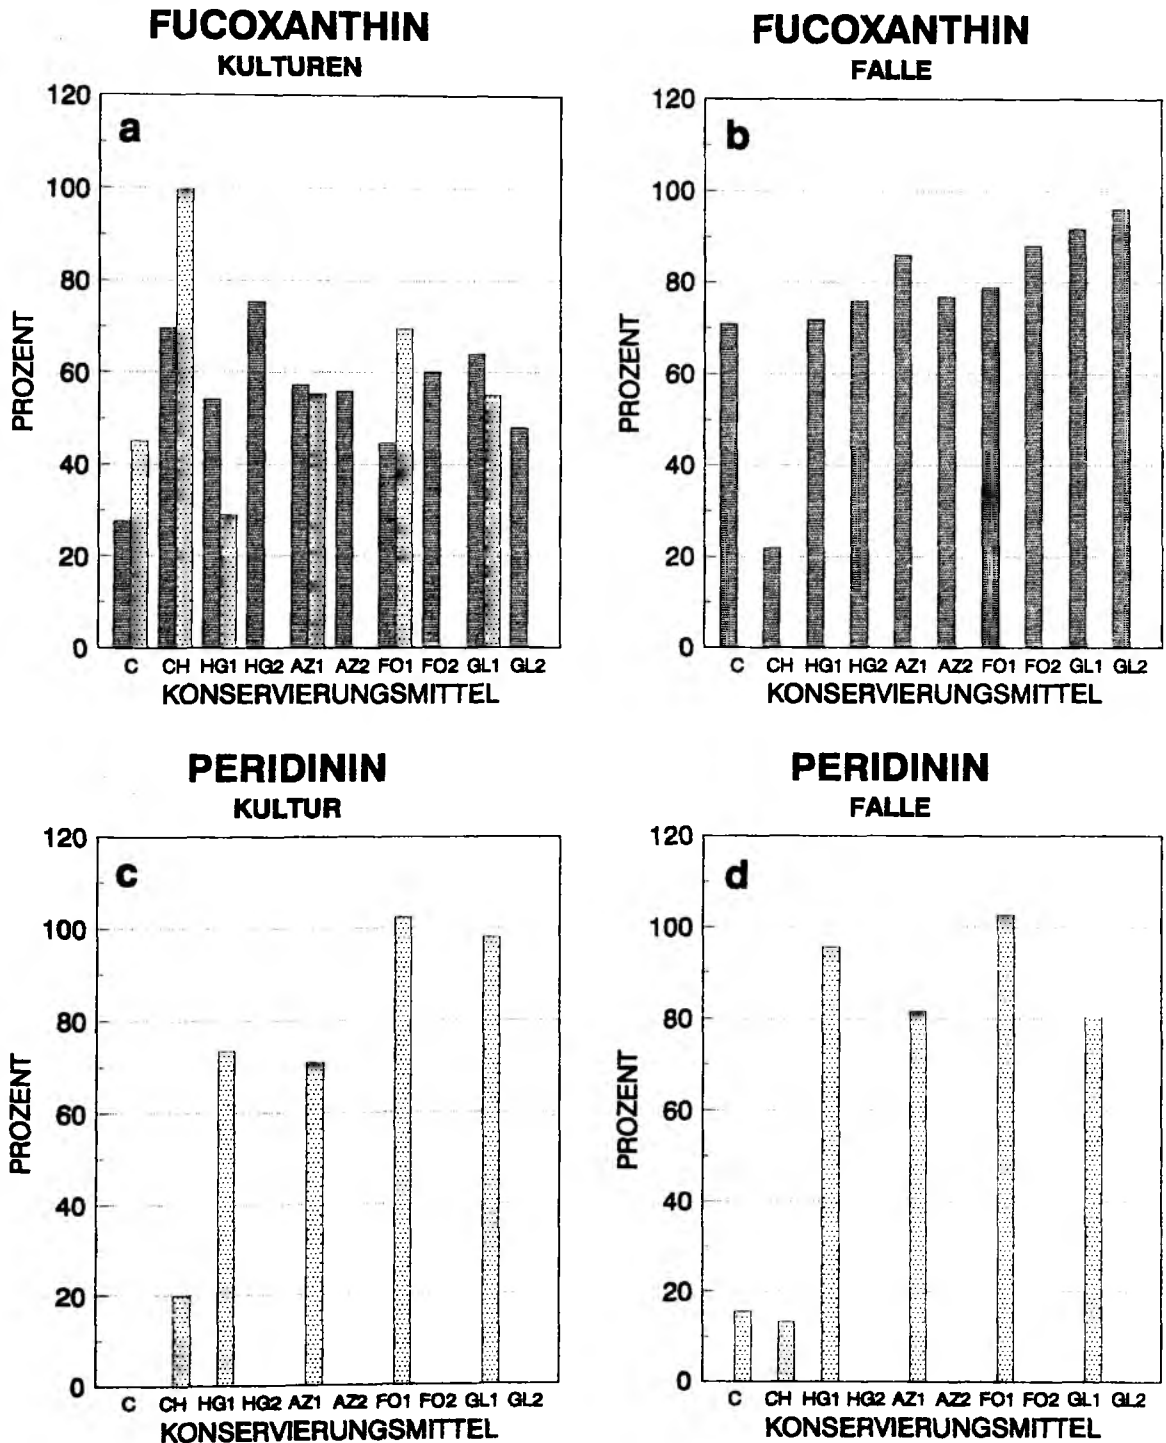 FUCOXANTHIN
KULTUREN
a
120
100
80
60
40
20
0
PROZENT
C CH HG1 HG2 AZ1 AZ2 FO1 FO2 GL1 GL2
KONSERVIERUNGSMITTEL
FUCOXANTHIN
FALLE
b
120
100
80
60
40
20
0
PROZENT
C CH HG1 HG2 AZ1 AZ2 FO1 FO2 GL1 GL2
KONSERVIERUNGSMITTEL
PERIDININ
KULTUR
c
120
100
80
60
40
20
0
PROZENT
C CH HG1 HG2 AZ1 AZ2 FO1 FO2 GL1 GL2
KONSERVIERUNGSMITTEL
PERIDININ
FALLE
d
120
100
80
60
40
20
0
PROZENT
C CH HG1 HG2 AZ1 AZ2 FO1 FO2 GL1 GL2
KONSERVIERUNGSMITTEL